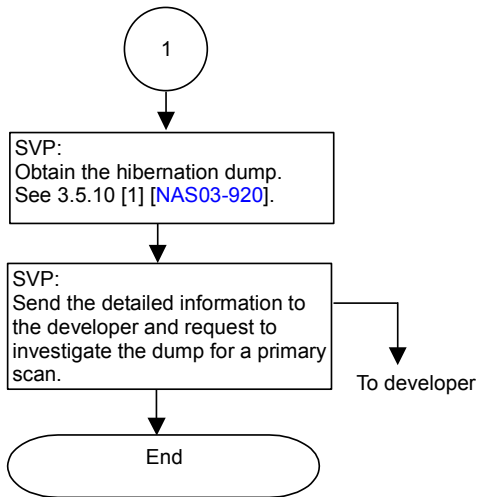 1
SVP:
Obtain the hibernation dump.
See 3.5.10 [1] [NAS03-920].
SVP:
Send the detailed information to
the developer and request to
investigate the dump for a primary
scan.
To developer
End